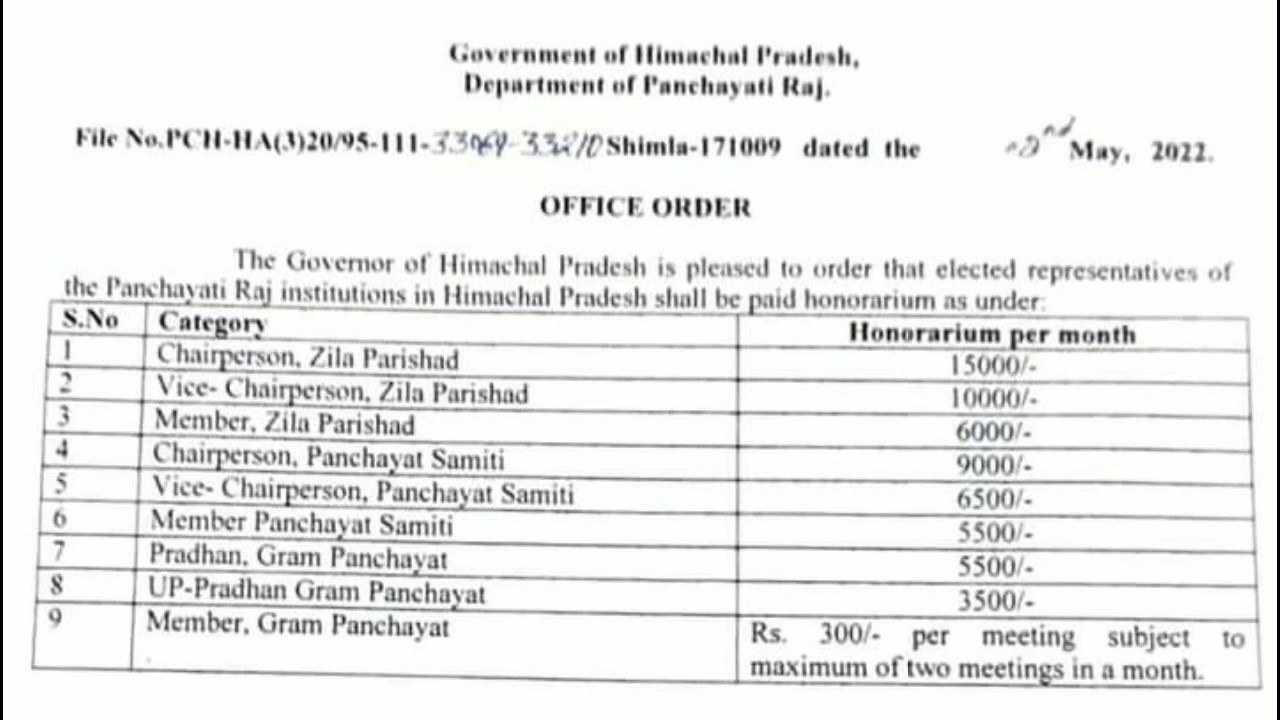 Government of Himachal Pradesh,
Department of Panchayati Raj.
File No.PCH-HA(3)20/95-111- Shimla-171009 dated the 2nd May, 2022.
OFFICE ORDER
The Governor of Himachal Pradesh is pleased to order that elected representatives of
the Panchayati Raj institutions in Himachal Pradesh shall be paid honorarium as under:
S.No Category Honorarium per month
1 Chairperson, Zila Parishad 15000/-
2 Vice- Chairperson, Zila Parishad 10000/-
3 Member, Zila Parishad 6000/-
4 Chairperson, Panchayat Samiti 9000/-
5 Vice- Chairperson, Panchayat Samiti 6500/-
6 Member Panchayat Samiti 5500/-
7 Pradhan, Gram Panchayat 5500/-
8 UP-Pradhan Gram Panchayat 3500/-
9 Member, Gram Panchayat Rs. 300/- per meeting subject to
maximum of two meetings in a month.